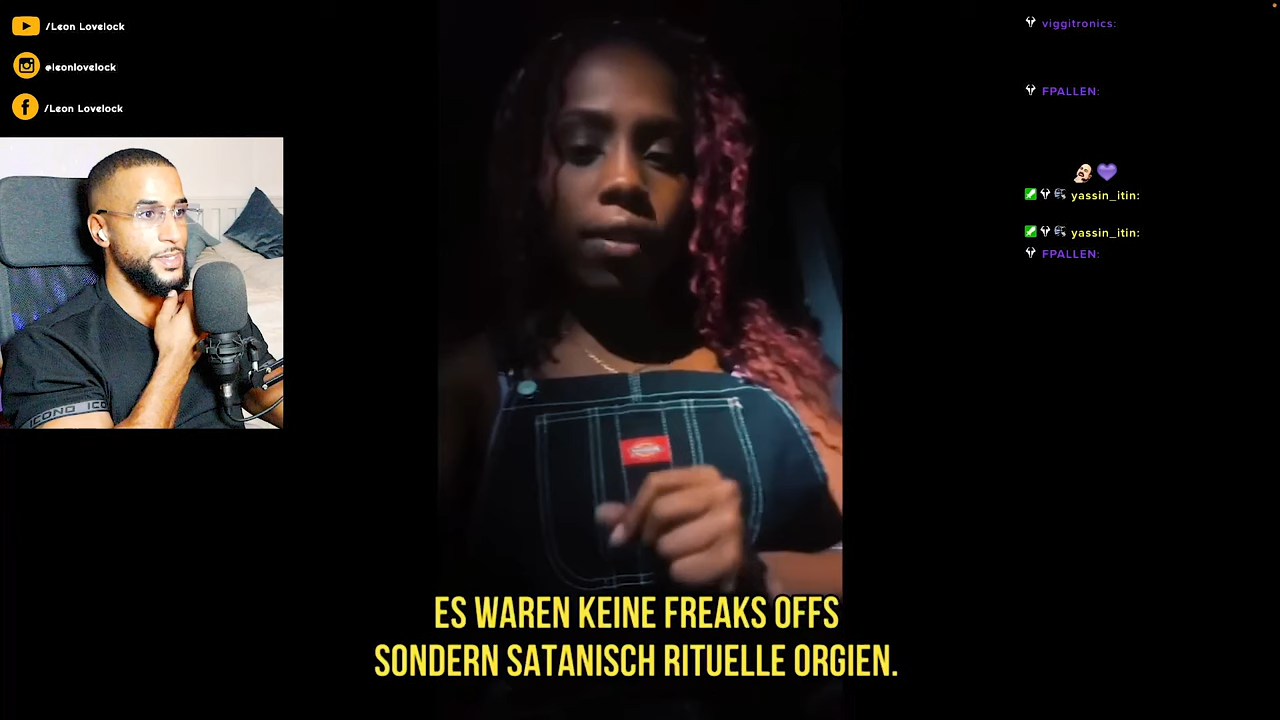 /Leon Lovelock
@leonlovelock
/Leon Lovelock
viggitronics:
FPALLEN:
yassin_itin:
yassin_itin:
FPALLEN:
ICONO
ES WAREN KEINE FREAKS OFFS
SONDERN SATANISCH RITUELLE ORGIEN.